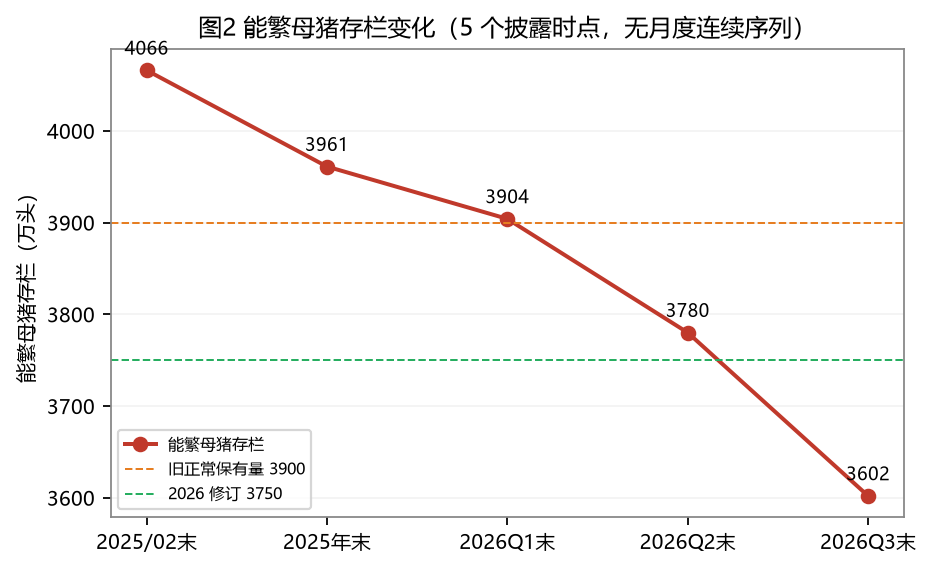 图2 能繁母猪存栏变化（5 个披露时点，无月度连续序列）
能繁母猪存栏（万头）
4000
3900
3800
3700
3600
4066
3961
3904
3780
3602
能繁母猪存栏
旧正常保有量 3900
2026 修订 3750
2025/02末
2025年末
2026Q1末
2026Q2末
2026Q3末